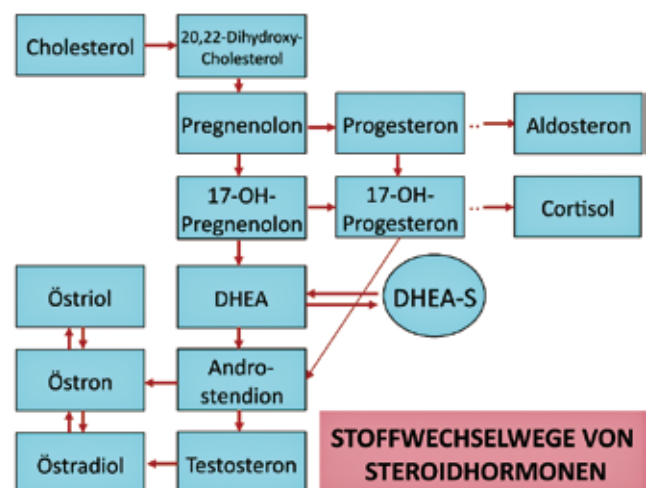 Cholesterol
20,22-Dihydroxy-
Cholesterol
Pregnenolon
Progesteron
Aldosteron
17-OH-
Pregnenolon
17-OH-
Progesteron
Cortisol
Östriol
DHEA
DHEA-S
Östron
Andro-
stendion
Östradiol
Testosteron
STOFFWECHSELWEGE VON
STEROIDHORMONEN